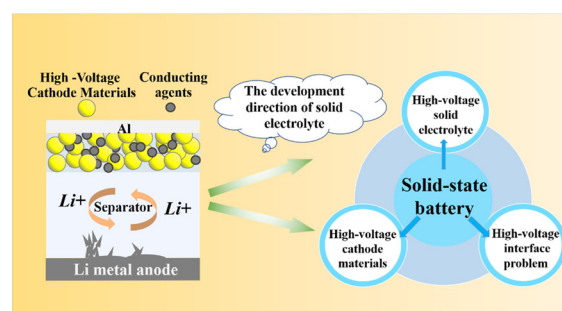 High -Voltage
Cathode Materials
Conducting
agents
Al
Li+
Separator
Li+
Li metal anode
The development
direction of solid
electrolyte
High-voltage
solid
electrolyte
Solid-state
battery
High-voltage
cathode
materials
High-voltage
interface
problem